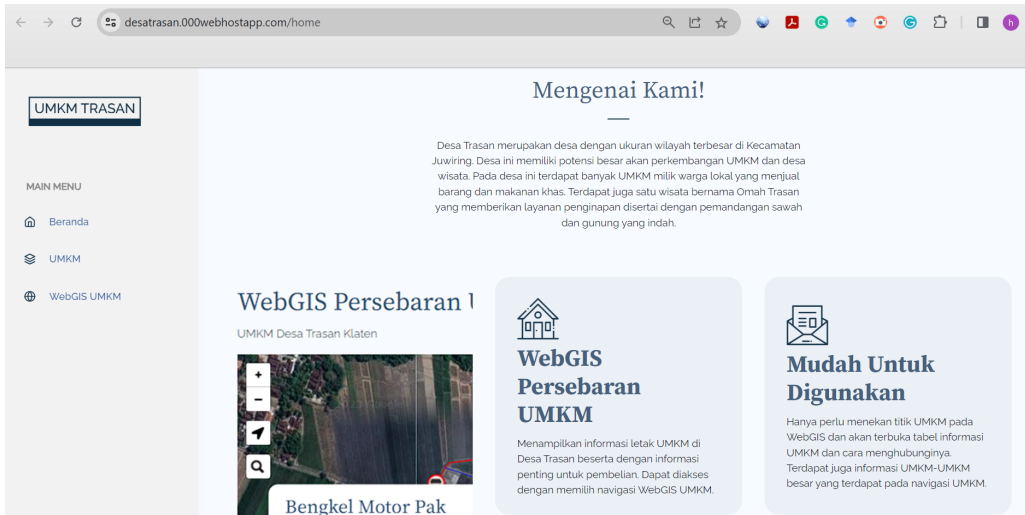 desatrasan.000webhostapp.com/home
h
UMKM TRASAN
MAIN MENU
Beranda
UMKM
WebGIS UMKM
Mengenai Kami!
Desa Trasan merupakan desa dengan ukuran wilayah terbesar di Kecamatan
Juwiring. Desa ini memiliki potensi besar akan perkembangan UMKM dan desa
wisata. Pada desa ini terdapat banyak UMKM milik warga lokal yang menjual
barang dan makanan khas. Terdapat juga satu wisata bernama Omah Trasan
yang memberikan layanan penginapan disertai dengan pemandangan sawah
dan gunung yang indah.
WebGIS Persebaran
UMKM Desa Trasan Klaten
+
−
Bengkel Motor Pak
WebGIS
Persebaran
UMKM
Menampilkan informasi letak UMKM di
Desa Trasan beserta dengan informasi
penting untuk pembelian. Dapat diakses
dengan memilih navigasi WebGIS UMKM.
Mudah Untuk
Digunakan
Hanya perlu menekan titik UMKM pada
WebGIS dan akan terbuka tabel informasi
UMKM dan cara menghubunginya.
Terdapat juga informasi UMKM-UMKM
besar yang terdapat pada navigasi UMKM.